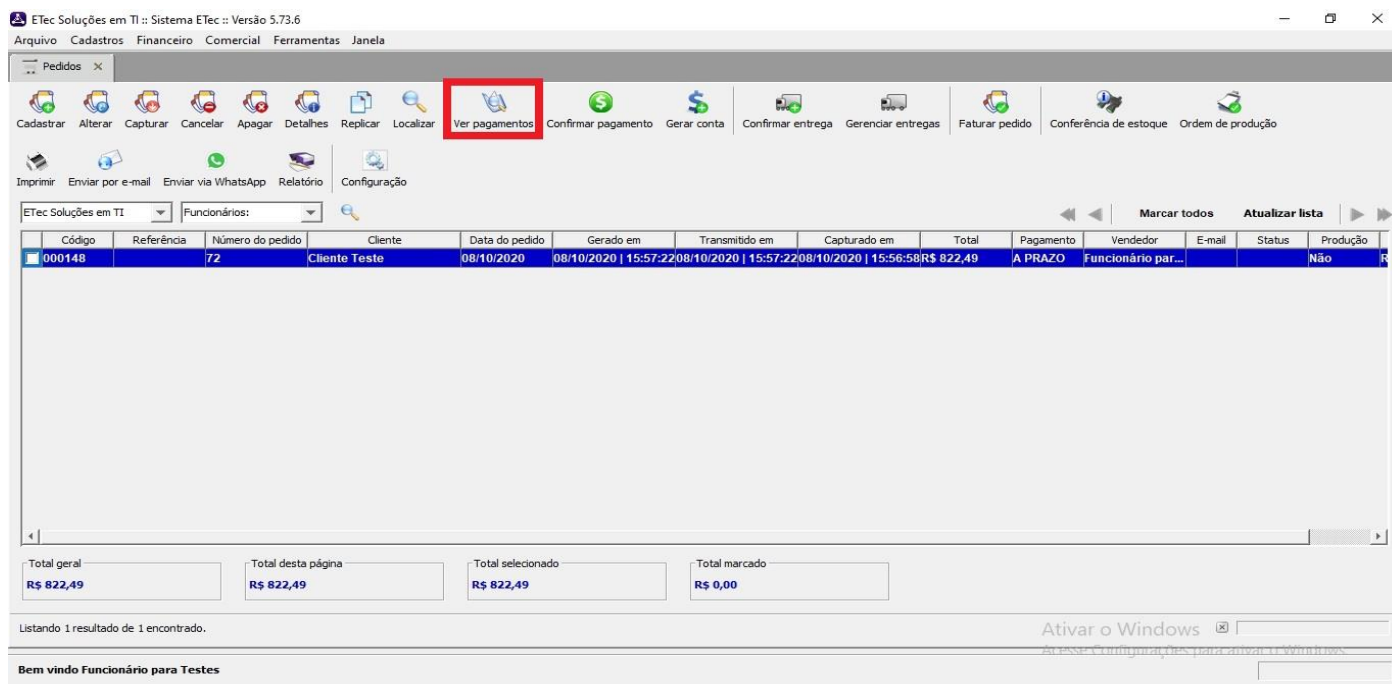 ETec Soluções em TI :: Sistema ETec :: Versão 5.73.6
Arquivo Cadastros Financeiro Comercial Ferramentas Janela
Pedidos
Cadastrar Alterar Capturar Cancelar Apagar Detalhes Replicar Localizar Ver pagamentos Confirmar pagamento Gerar conta Confirmar entrega Gerenciar entregas Faturar pedido Conferência de estoque Ordem de produção
Imprimir Enviar por e-mail Enviar via WhatsApp Relatório Configuração
ETec Soluções em TI Funcionários: Marcar todos Atualizar lista
Código Referência Número do pedido Cliente Data do pedido Gerado em Transmitido em Capturado em Total Pagamento Vendedor E-mail Status Produção
000148 72 Cliente Teste 08/10/2020 08/10/2020 | 15:57:22 08/10/2020 | 15:57:22 08/10/2020 | 15:56:58 R$ 822,49 A PRAZO Funcionário par... Não R
Total geral Total desta página Total selecionado Total marcado
R$ 822,49 R$ 822,49 R$ 822,49 R$ 0,00
Listando 1 resultado de 1 encontrado.
Ativar o Windows
Acesse Configurações para ativar o Windows.
Bem vindo Funcionário para Testes